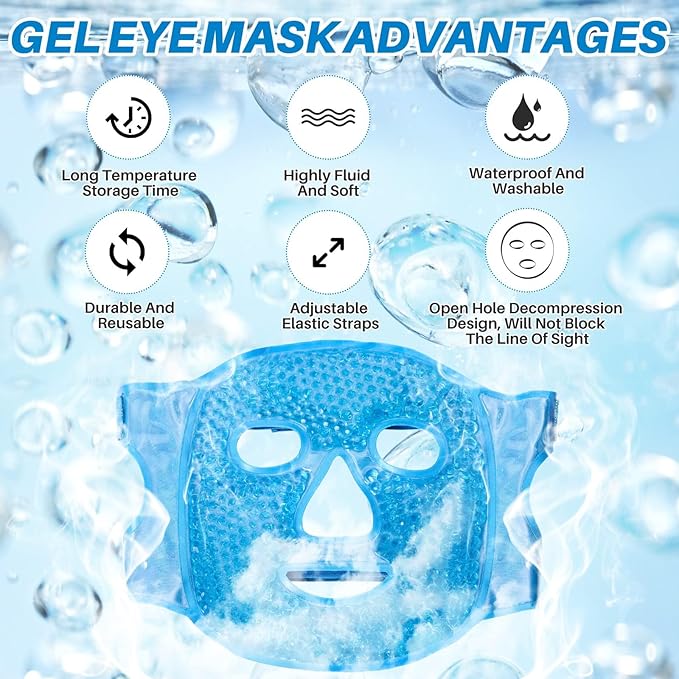 GEL EYE MASK ADVANTAGES
Long Temperature
Storage Time
Highly Fluid
And Soft
Waterproof And
Washable
Durable And
Reusable
Adjustable
Elastic Straps
Open Hole Decompression
Design, Will Not Block
The Line Of Sight